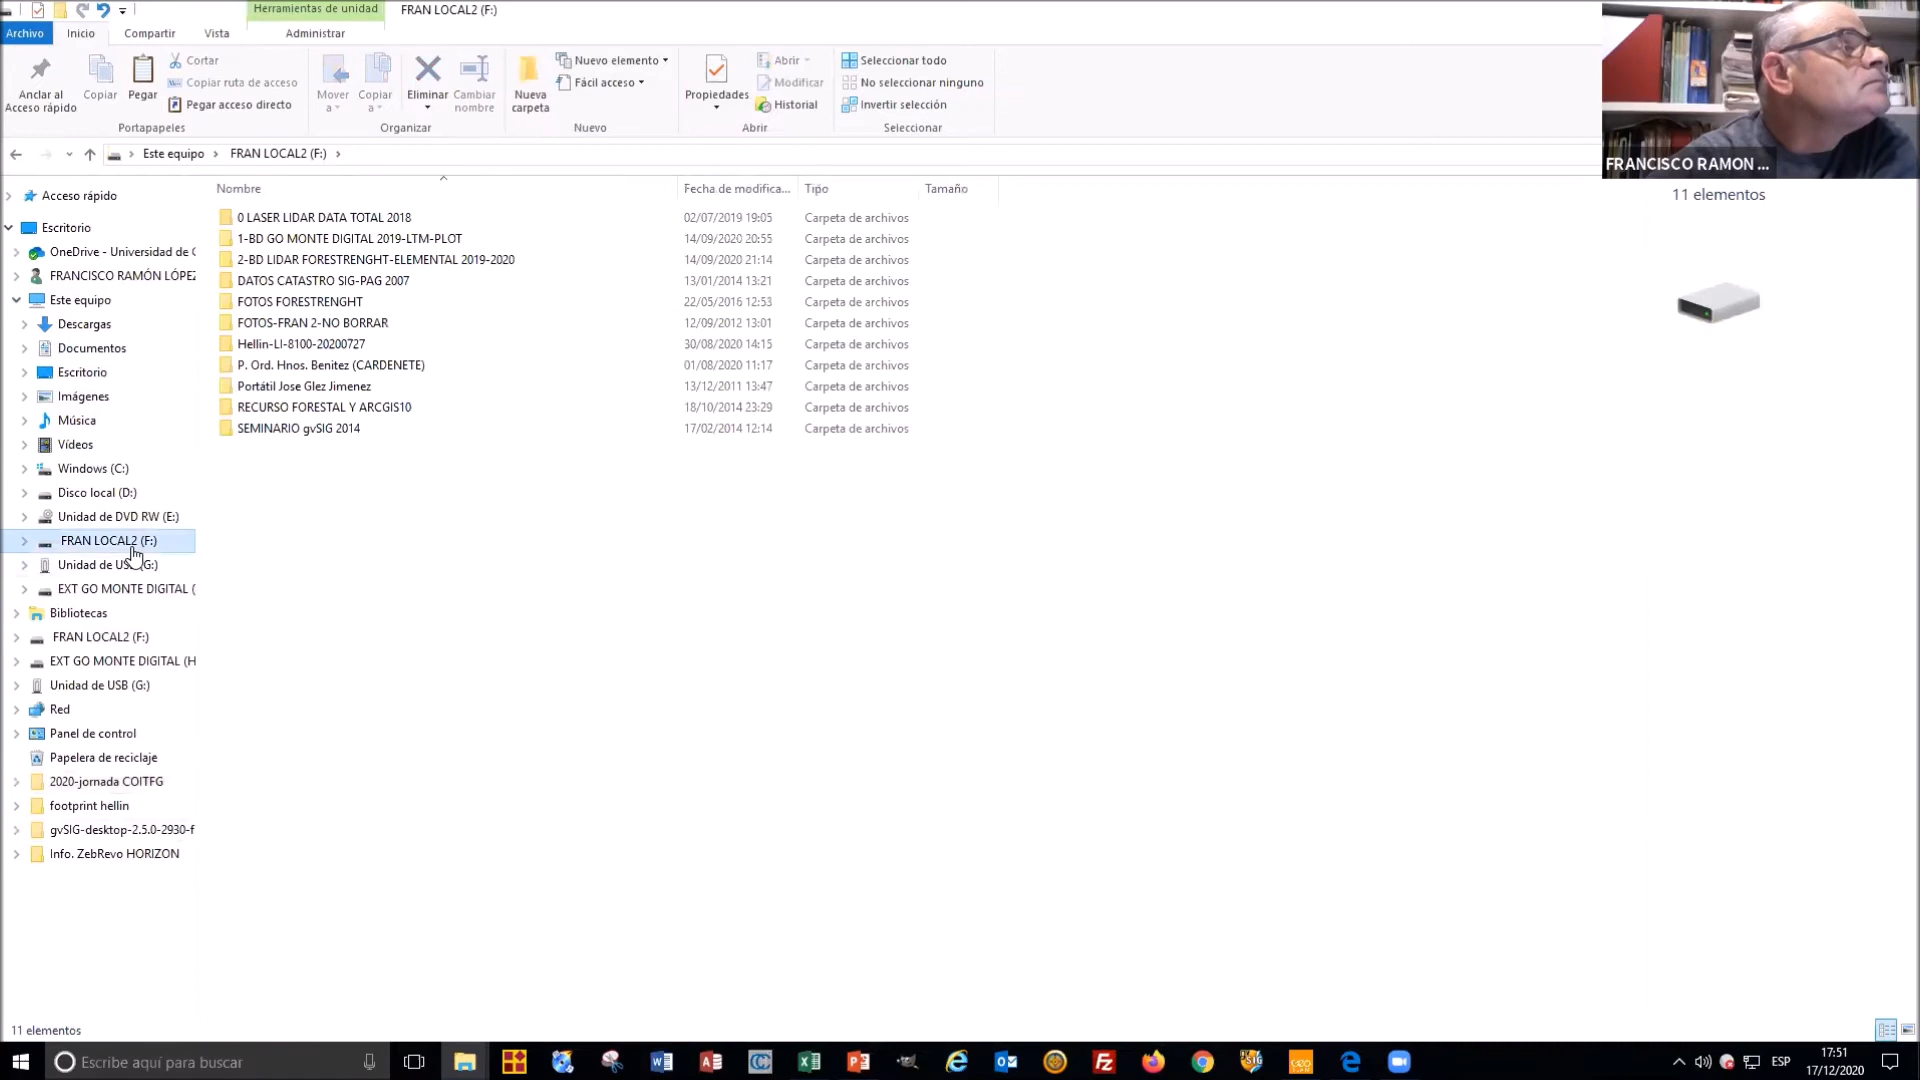 Herramientas de unidad
FRAN LOCAL2 (F:)
Archivo
Inicio
Compartir
Vista
Administrar
Anclar al
Acceso rápido
Copiar
Pegar
Cortar
Copiar ruta de acceso
Pegar acceso directo
Portapapeles
Mover
a
Copiar
a
Eliminar
Cambiar
nombre
Organizar
Nueva
carpeta
Nuevo elemento
Fácil acceso
Nuevo
Propiedades
Abrir
Modificar
Historial
Abrir
Seleccionar todo
No seleccionar ninguno
Invertir selección
Seleccionar
Este equipo > FRAN LOCAL2 (F:) >
FRANCISCO RAMON ...
11 elementos
Acceso rápido
Escritorio
OneDrive - Universidad de C
FRANCISCO RAMÓN LÓPEZ
Este equipo
Descargas
Documentos
Escritorio
Imágenes
Música
Vídeos
Windows (C:)
Disco local (D:)
Unidad de DVD RW (E:)
FRAN LOCAL2 (F:)
Unidad de USB (G:)
EXT GO MONTE DIGITAL (
Bibliotecas
FRAN LOCAL2 (F:)
EXT GO MONTE DIGITAL (H
Unidad de USB (G:)
Red
Panel de control
Papelera de reciclaje
2020-jornada COITFG
footprint hellin
gvSIG-desktop-2.5.0-2930-f
Info. ZebRevo HORIZON
Nombre Fecha de modifica... Tipo Tamaño
0 LASER LIDAR DATA TOTAL 2018 02/07/2019 19:05 Carpeta de archivos
1-BD GO MONTE DIGITAL 2019-LTM-PLOT 14/09/2020 20:55 Carpeta de archivos
2-BD LIDAR FORESTRENGHT-ELEMENTAL 2019-2020 14/09/2020 21:14 Carpeta de archivos
DATOS CATASTRO SIG-PAG 2007 13/01/2014 13:21 Carpeta de archivos
FOTOS FORESTRENGHT 22/05/2016 12:53 Carpeta de archivos
FOTOS-FRAN 2-NO BORRAR 12/09/2012 13:01 Carpeta de archivos
Hellin-LI-8100-20200727 30/08/2020 14:15 Carpeta de archivos
P. Ord. Hnos. Benitez (CARDENETE) 01/08/2020 11:17 Carpeta de archivos
Portátil Jose Glez Jimenez 13/12/2011 13:47 Carpeta de archivos
RECURSO FORESTAL Y ARCGIS10 18/10/2014 23:29 Carpeta de archivos
SEMINARIO gvSIG 2014 17/02/2014 12:14 Carpeta de archivos
11 elementos
Escribe aquí para buscar
ESP
17:51
17/12/2020